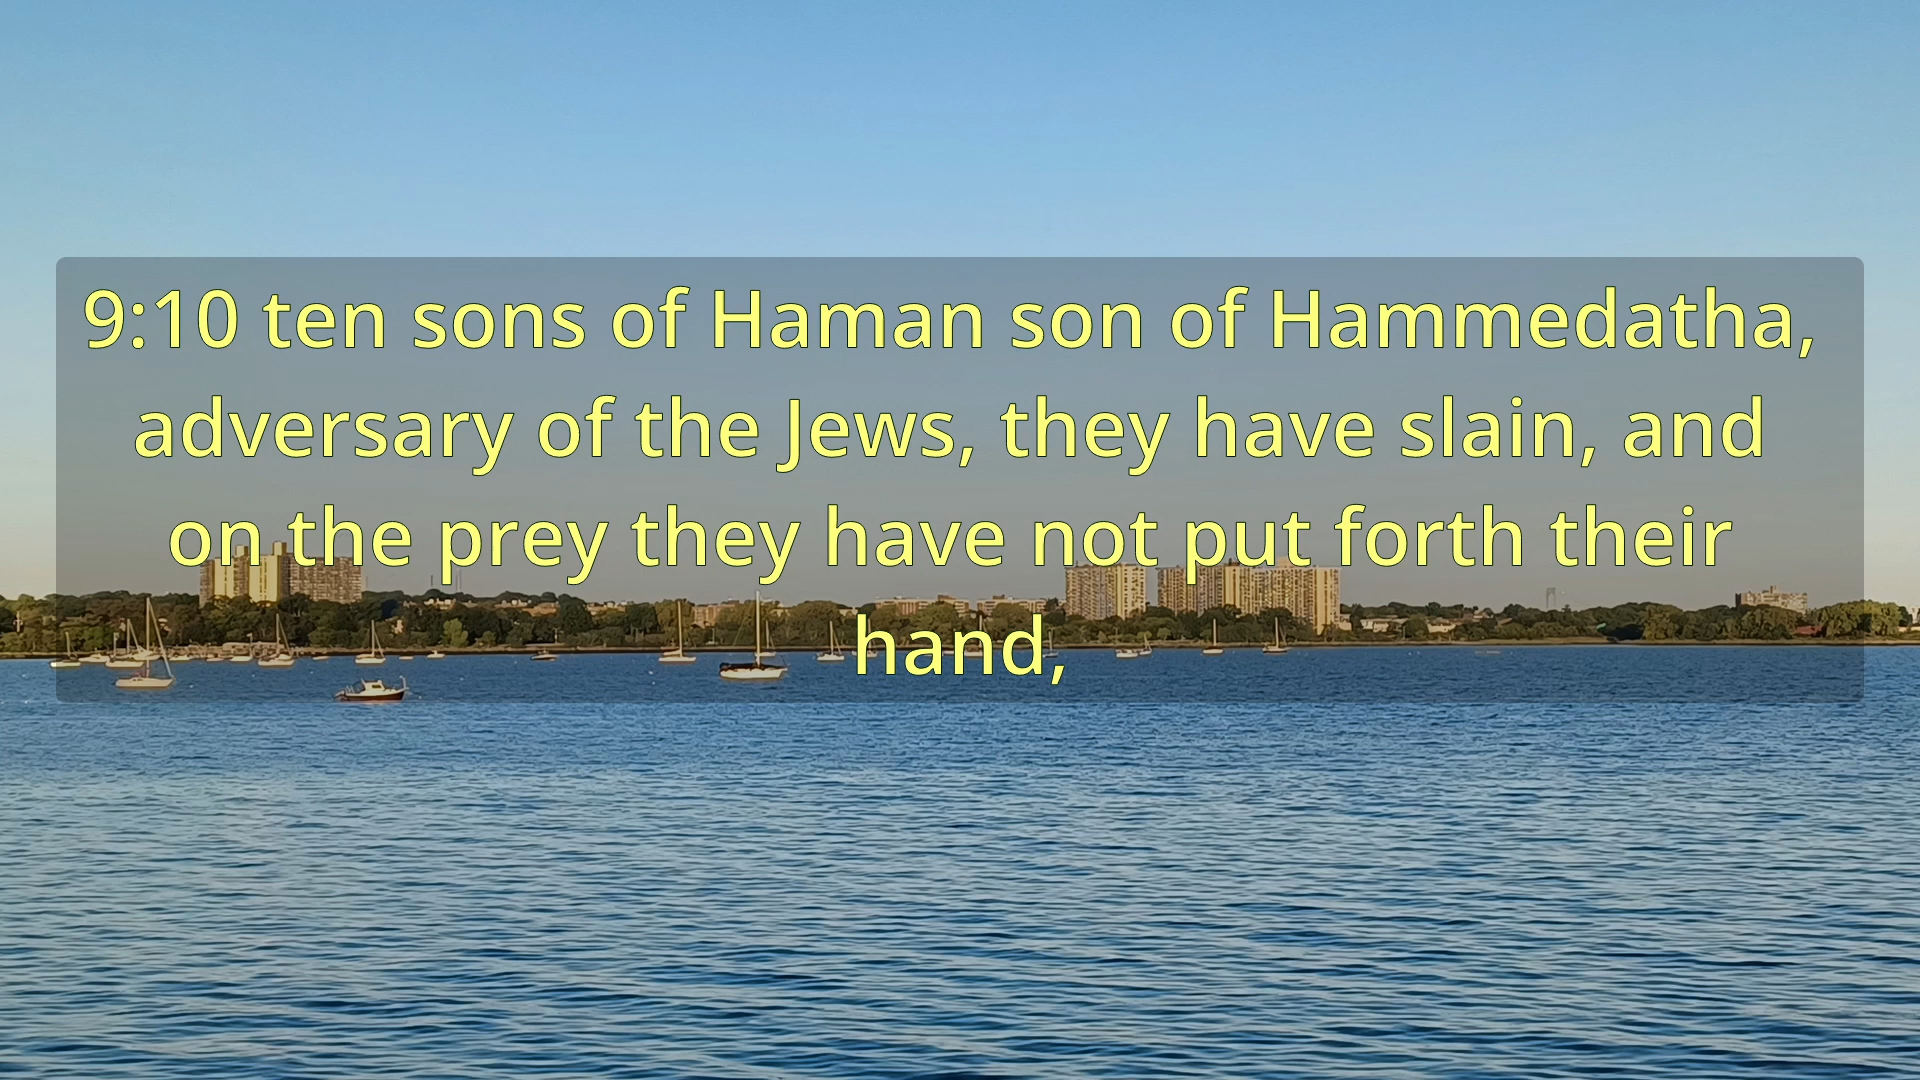 9:10 ten sons of Haman son of Hammedatha,
adversary of the Jews, they have slain, and
on the prey they have not put forth their
hand,